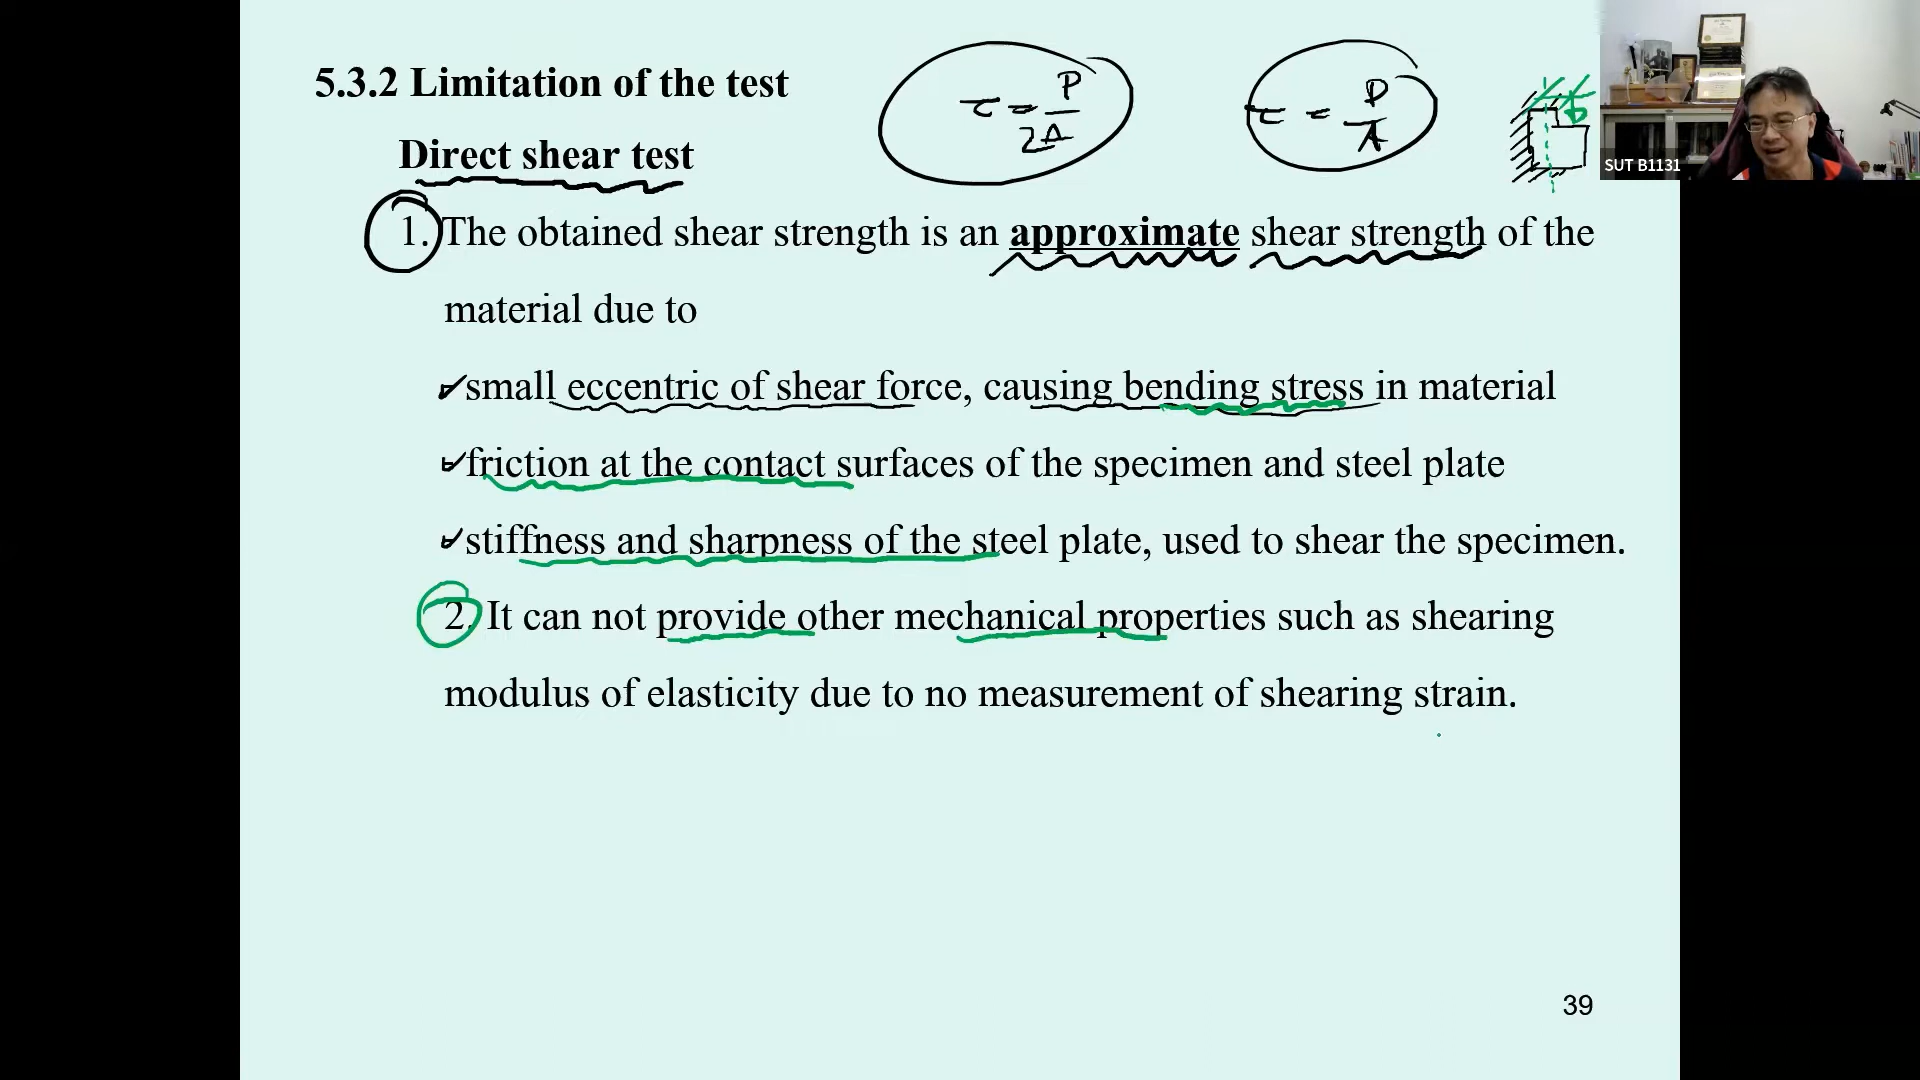 5.3.2 Limitation of the test
τ = P/2A
τ = P/A
b
SUT B1131
Direct shear test
1. The obtained shear strength is an approximate shear strength of the
material due to
✓small eccentric of shear force, causing bending stress in material
✓friction at the contact surfaces of the specimen and steel plate
✓stiffness and sharpness of the steel plate, used to shear the specimen.
2. It can not provide other mechanical properties such as shearing
modulus of elasticity due to no measurement of shearing strain.
39